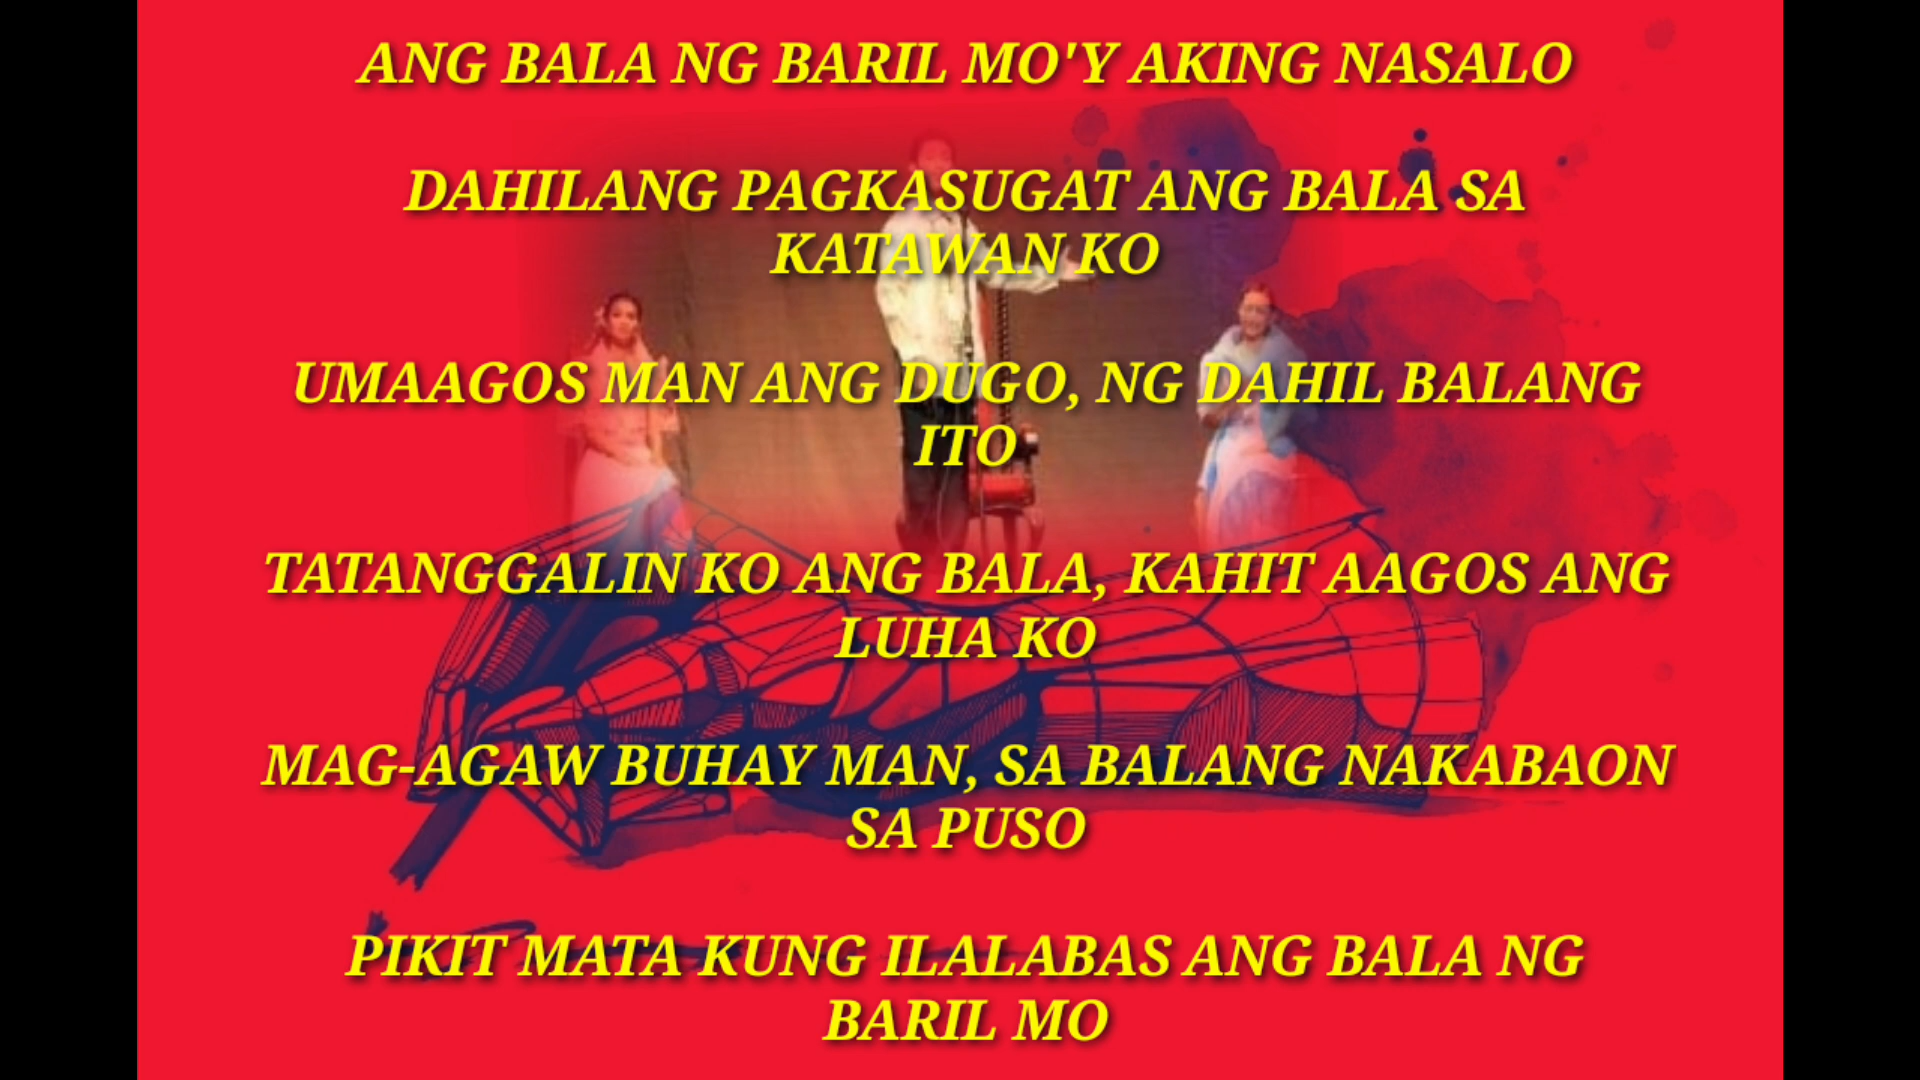 ANG BALA NG BARIL MO'Y AKING NASALO
DAHILANG PAGKASUGAT ANG BALA SA
KATAWAN KO
UMAAGOS MAN ANG DUGO, NG DAHIL BALANG
ITO
TATANGGALIN KO ANG BALA, KAHIT AAGOS ANG
LUHA KO
MAG-AGAW BUHAY MAN, SA BALANG NAKABAON
SA PUSO
PIKIT MATA KUNG ILALABAS ANG BALA NG
BARIL MO